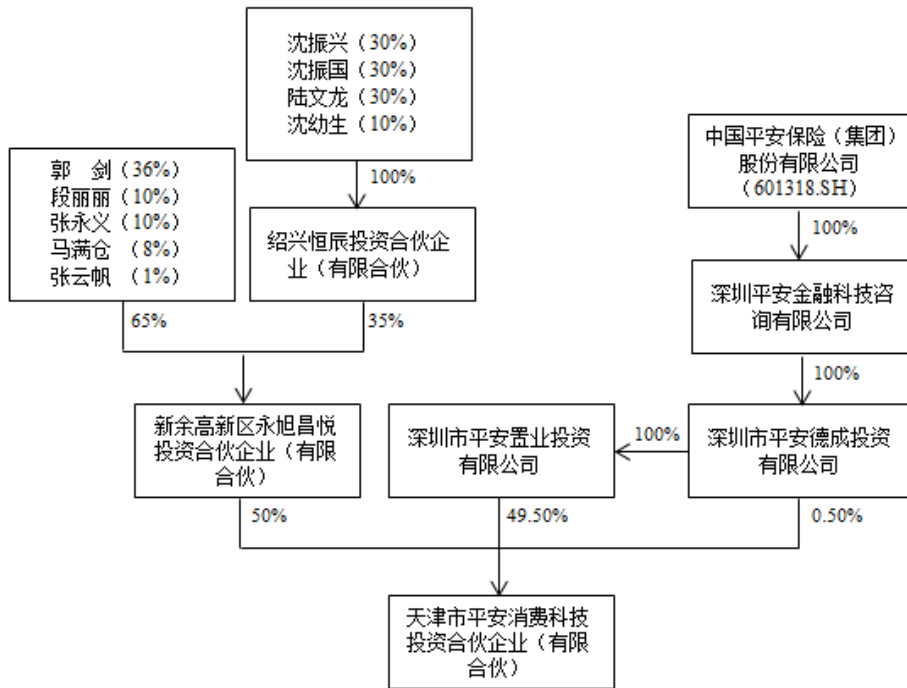 沈振兴（30%）
沈振国（30%）
陆文龙（30%）
沈幼生（10%）
100%
郭　剑（36%）
段丽丽（10%）
张永义（10%）
马满仓 （8%）
张云帆 （1%）
绍兴恒辰投资合伙企
业（有限合伙）
65%
35%
中国平安保险（集团）
股份有限公司
（601318.SH）
100%
深圳平安金融科技咨
询有限公司
100%
新余高新区永旭昌悦
投资合伙企业（有限
合伙）
深圳市平安置业投资
有限公司
100%
深圳市平安德成投资
有限公司
50%
49.50%
0.50%
天津市平安消费科技
投资合伙企业（有限
合伙）